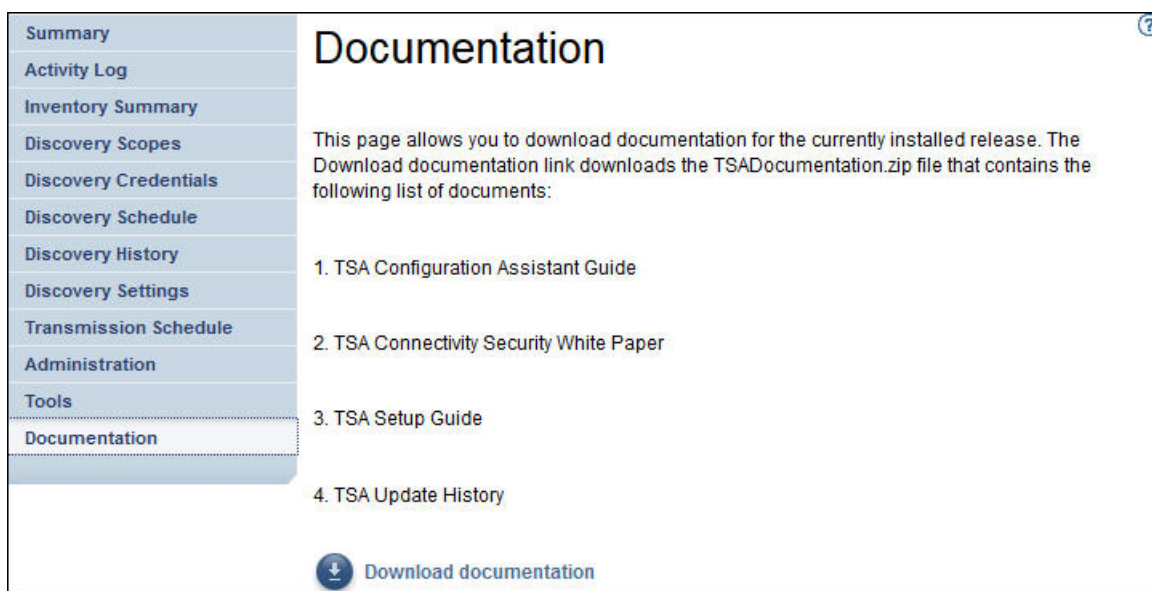 Summary
Activity Log
Inventory Summary
Discovery Scopes
Discovery Credentials
Discovery Schedule
Discovery History
Discovery Settings
Transmission Schedule
Administration
Tools
Documentation
Documentation
This page allows you to download documentation for the currently installed release. The
Download documentation link downloads the TSADocumentation.zip file that contains the
following list of documents:
1. TSA Configuration Assistant Guide
2. TSA Connectivity Security White Paper
3. TSA Setup Guide
4. TSA Update History
Download documentation
?